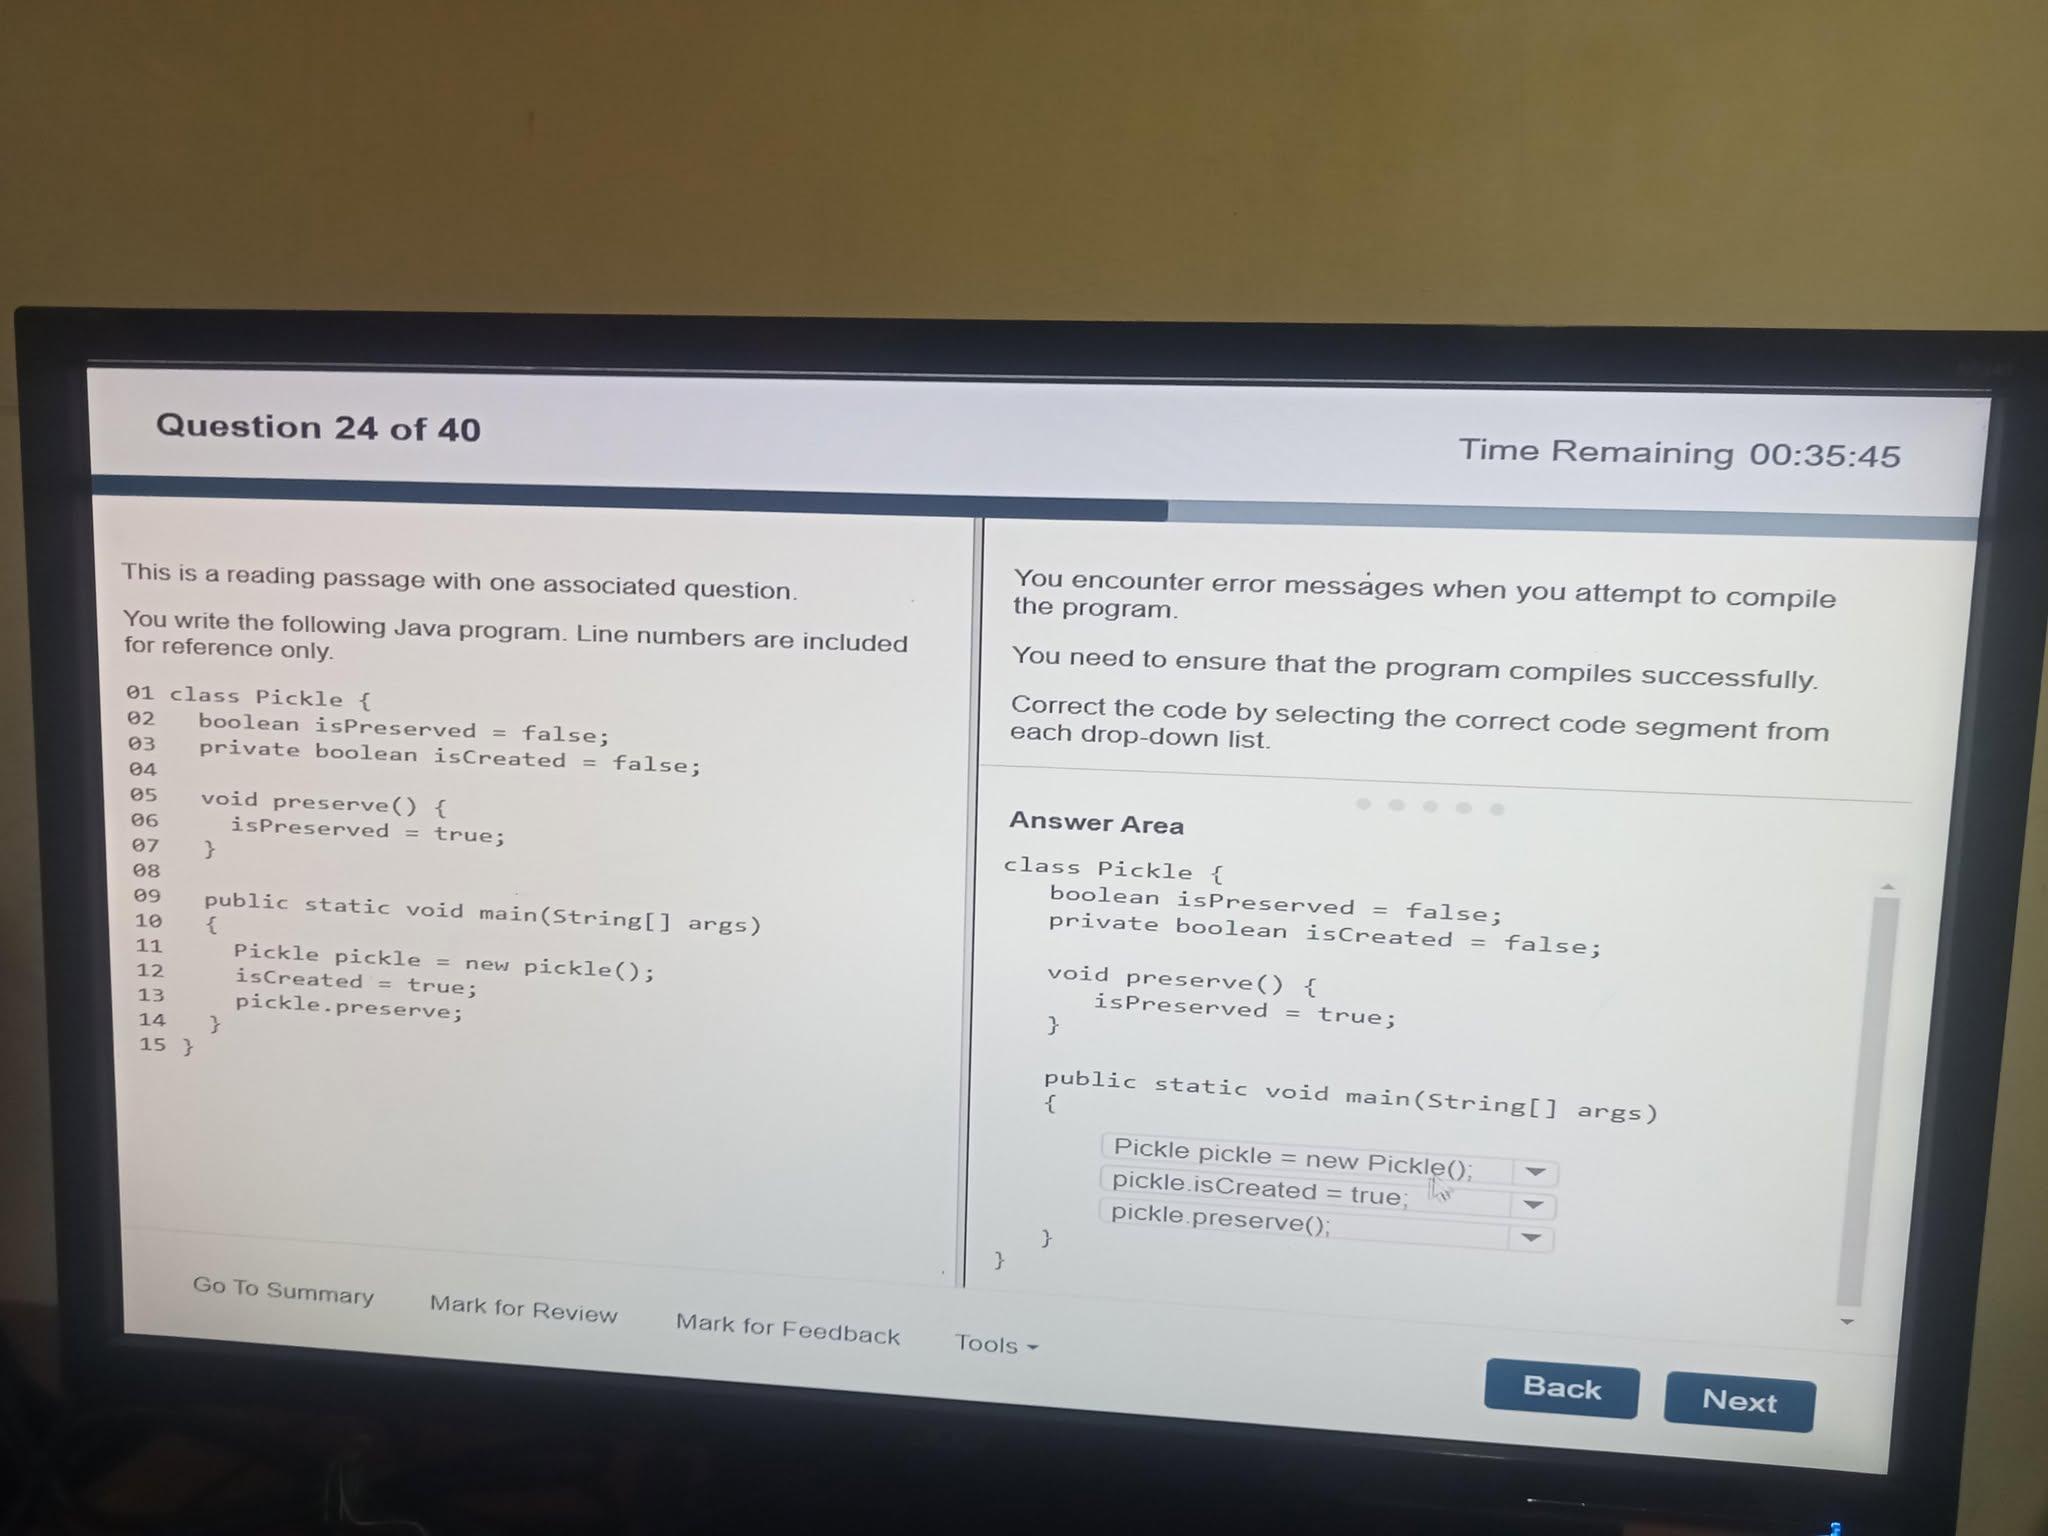 Question 24 of 40
Time Remaining 00:35:45
This is a reading passage with one associated question.
You write the following Java program. Line numbers are included
for reference only.
01 class Pickle {
02 boolean isPreserved = false;
03 private boolean isCreated = false;
04
05 void preserve() {
06 isPreserved = true;
07 }
08
09 public static void main(String[] args)
10 {
11 Pickle pickle = new pickle();
12 isCreated = true;
13 pickle.preserve;
14 }
15 }
You encounter error messages when you attempt to compile
the program.
You need to ensure that the program compiles successfully.
Correct the code by selecting the correct code segment from
each drop-down list.
Answer Area
class Pickle {
boolean isPreserved = false;
private boolean isCreated = false;
void preserve() {
isPreserved = true;
}
public static void main(String[] args)
{
Pickle pickle = new Pickle();
pickle.isCreated = true;
pickle.preserve();
}
}
Go To Summary
Mark for Review
Mark for Feedback
Tools
Back
Next